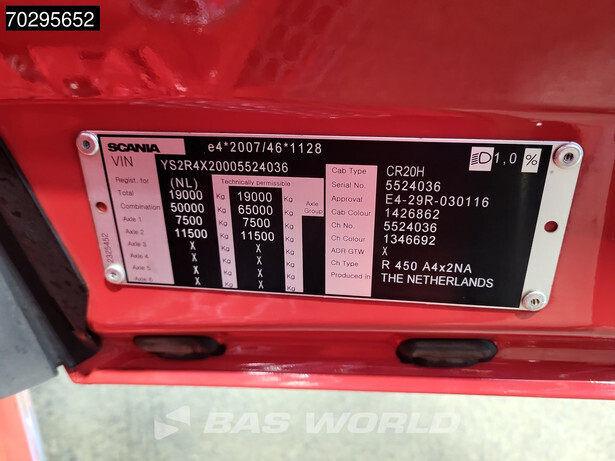 70295652
SCANIA e4*2007/46*1128 1,0 %
VIN YS2R4X20005524036
Regist. for (NL) Technically permissible
Total 19000 Kg 19000 Kg
Combination 50000 Kg 65000 Kg Axle Group
Axle 1 7500 Kg 7500 Kg
Axle 2 11500 Kg 11500 Kg
Axle 3 X Kg X Kg
Axle 4 X Kg X Kg
Axle 5 X Kg X Kg
Axle 6 X Kg X Kg
Cab Type CR20H
Serial No. 5524036
Approval E4-29R-030116
Cab Colour 1426862
Ch No. 5524036
Ch Colour 1346692
ADR GTW X
Ch Type R 450 A4x2NA
Produced in THE NETHERLANDS
2325452
BAS WORLD